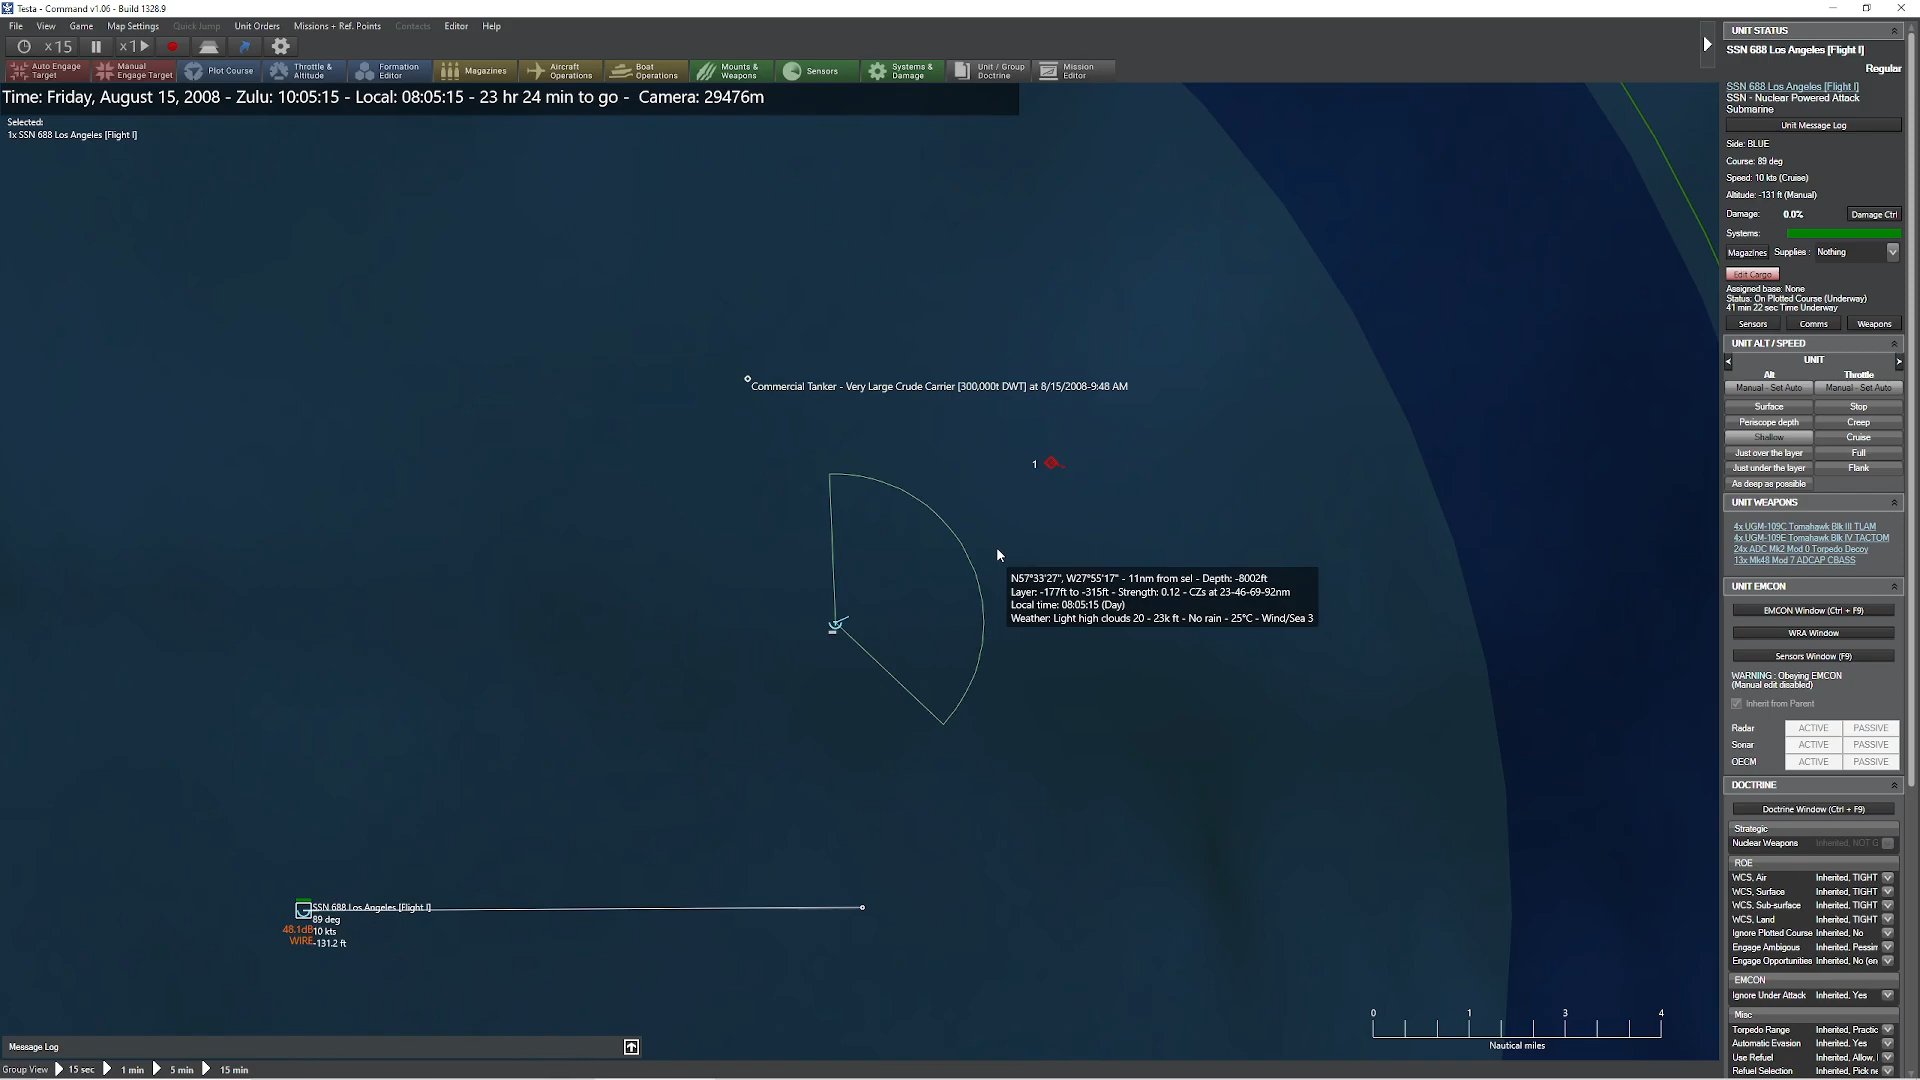 Testa - Command v1.06 - Build 1328.9
File View Game Map Settings Quick Jump Unit Orders Missions + Ref. Points Contacts Editor Help
x15 x1
Auto Engage Target
Manual Engage Target
Plot Course
Throttle & Altitude
Formation Editor
Magazines
Aircraft Operations
Boat Operations
Mounts & Weapons
Sensors
Systems & Damage
Unit / Group Doctrine
Mission Editor
Time: Friday, August 15, 2008 - Zulu: 10:05:15 - Local: 08:05:15 - 23 hr 24 min to go - Camera: 29476m
Selected:
1x SSN 688 Los Angeles [Flight I]
Commercial Tanker - Very Large Crude Carrier [300,000t DWT] at 8/15/2008-9:48 AM
1
N57°33'27", W27°55'17" - 11nm from sel - Depth: -8002ft
Layer: -177ft to -315ft - Strength: 0.12 - CZs at 23-46-69-92nm
Local time: 08:05:15 (Day)
Weather: Light high clouds 20 - 23k ft - No rain - 25°C - Wind/Sea 3
SSN 688 Los Angeles [Flight I]
89 deg
48.1dB 10 kts
WIRE -131.2 ft
0 1 3 4
Nautical miles
Message Log
Group View 15 sec 1 min 5 min 15 min
UNIT STATUS
SSN 688 Los Angeles [Flight I]
Regular
SSN 688 Los Angeles [Flight I]
SSN - Nuclear Powered Attack
Submarine
Unit Message Log
Side: BLUE
Course: 89 deg
Speed: 10 kts (Cruise)
Altitude: -131 ft (Manual)
Damage: 0.0% Damage Ctrl
Systems:
Magazines Supplies : Nothing
Edit Cargo
Assigned base: None
Status: On Plotted Course (Underway)
41 min 22 sec Time Underway
Sensors Comms Weapons
UNIT ALT / SPEED
< UNIT >
Alt Throttle
Manual - Set Auto Manual - Set Auto
Surface Stop
Periscope depth Creep
Shallow Cruise
Just over the layer Full
Just under the layer Flank
As deep as possible
UNIT WEAPONS
4x UGM-109C Tomahawk Blk III TLAM
4x UGM-109E Tomahawk Blk IV TACTOM
24x ADC Mk2 Mod 0 Torpedo Decoy
13x Mk48 Mod 7 ADCAP CBASS
UNIT EMCON
EMCON Window (Ctrl + F9)
WRA Window
Sensors Window (F9)
WARNING : Obeying EMCON
(Manual edit disabled)
Inherit from Parent
Radar ACTIVE PASSIVE
Sonar ACTIVE PASSIVE
OECM ACTIVE PASSIVE
DOCTRINE
Doctrine Window (Ctrl + F9)
Strategic
Nuclear Weapons Inherited, NOT G
ROE
WCS, Air Inherited, TIGHT
WCS, Surface Inherited, TIGHT
WCS, Sub-surface Inherited, TIGHT
WCS, Land Inherited, TIGHT
Ignore Plotted Course Inherited, No
Engage Ambiguous Inherited, Pessim
Engage Opportunities Inherited, No (en
EMCON
Ignore Under Attack Inherited, Yes
Misc
Torpedo Range Inherited, Practic
Automatic Evasion Inherited, Yes
Use Refuel Inherited, Allow,
Refuel Selection Inherited, Pick ne